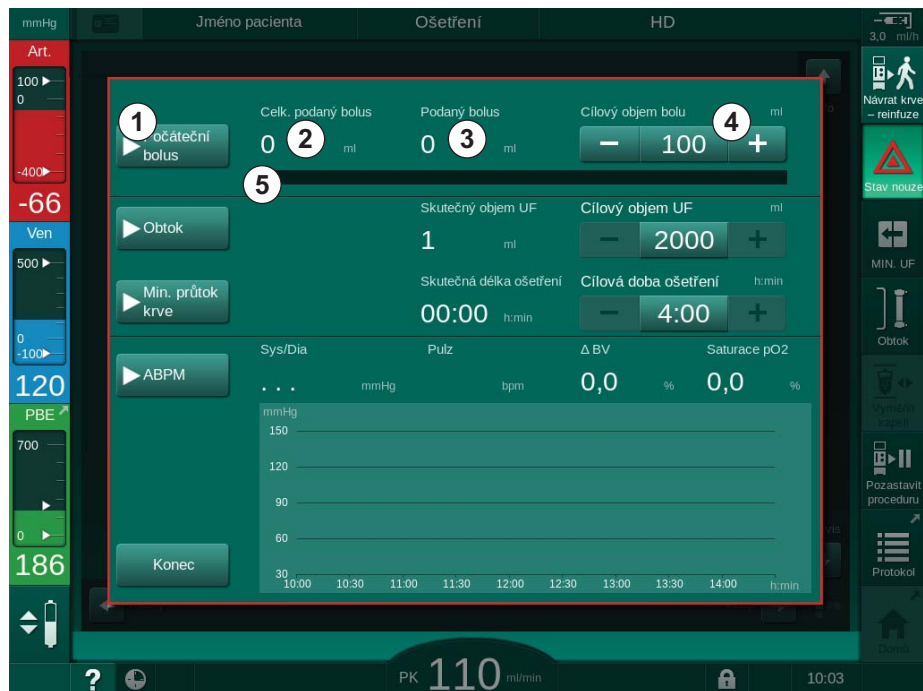 mmHg
Jméno pacienta
Ošetření
HD
3,0 ml/h
Art.
100
0
-400
-66
Ven
500
0
-100
120
PBE
700
0
186
1
Počáteční
bolus
Celk. podaný bolus
0 2 ml
Podaný bolus
0 3 ml
Cílový objem bolu 4 ml
− 100 +
5
Obtok
Skutečný objem UF
1 ml
Cílový objem UF ml
− 2000 +
Min. průtok
krve
Skutečná délka ošetření
00:00 h:min
Cílová doba ošetření h:min
− 4:00 +
ABPM
Sys/Dia
. . . mmHg
Pulz
bpm
Δ BV
0,0 %
Saturace pO2
0,0 %
mmHg
150
120
90
60
30
10:00 10:30 11:00 11:30 12:00 12:30 13:00 13:30 14:00 h:min
Konec
Návrat krve
– reinfuze
Stav nouze
MIN. UF
Obtok
Vyměnit
kapsli
Pozastavit
proceduru
Protokol
Domů
?
PK 110 ml/min
10:03